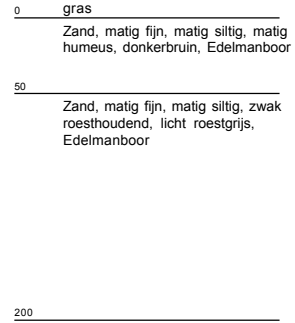 0 gras
Zand, matig fijn, matig siltig, matig
humeus, donkerbruin, Edelmanboor
50
Zand, matig fijn, matig siltig, zwak
roesthoudend, licht roestgrijs,
Edelmanboor
200